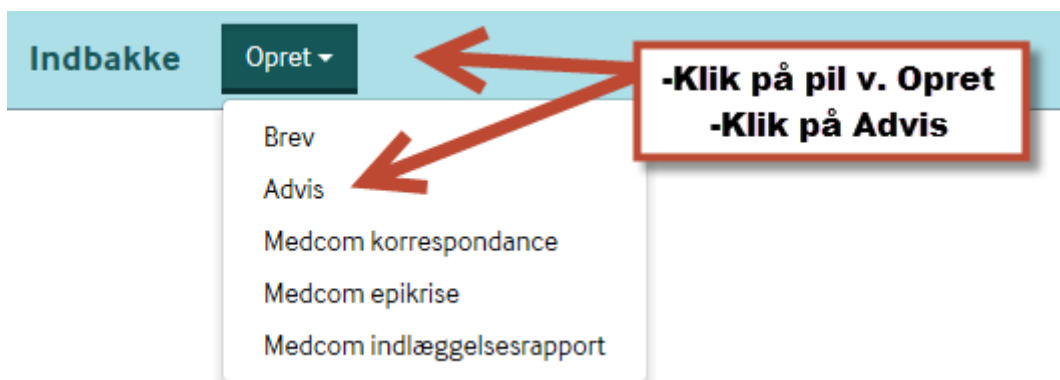 Indbakke
Opret
-Klik på pil v. Opret
-Klik på Advis
Brev
Advis
Medcom korrespondance
Medcom epikrise
Medcom indlæggelsesrapport